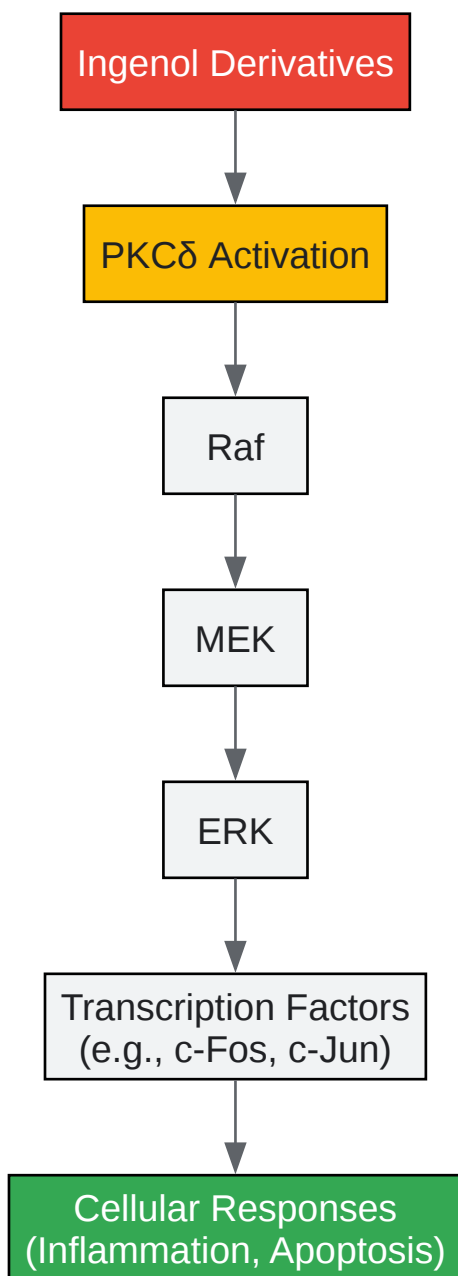 Ingenol Derivatives
PKCδ Activation
Raf
MEK
ERK
Transcription Factors
(e.g., c-Fos, c-Jun)
Cellular Responses
(Inflammation, Apoptosis)